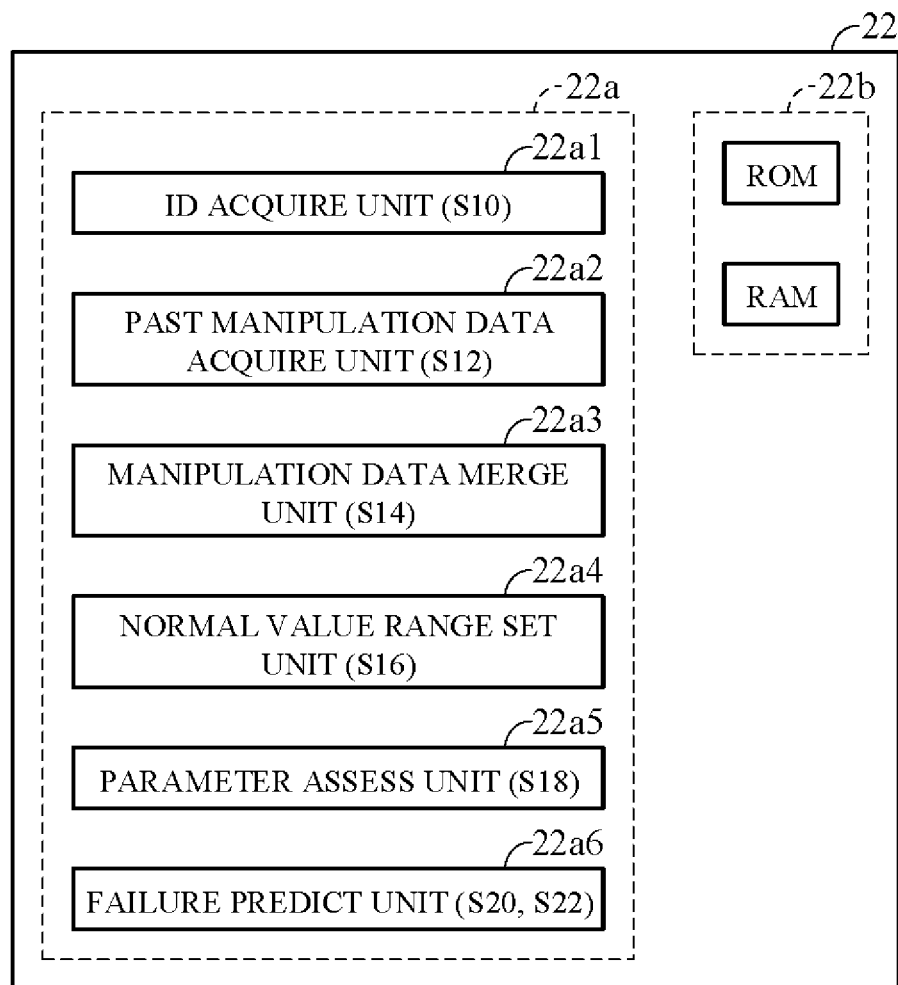 22
22a
22b
22a1
ID ACQUIRE UNIT (S10)
ROM
22a2
PAST MANIPULATION DATA
ACQUIRE UNIT (S12)
RAM
22a3
MANIPULATION DATA MERGE
UNIT (S14)
22a4
NORMAL VALUE RANGE SET
UNIT (S16)
22a5
PARAMETER ASSESS UNIT (S18)
22a6
FAILURE PREDICT UNIT (S20, S22)